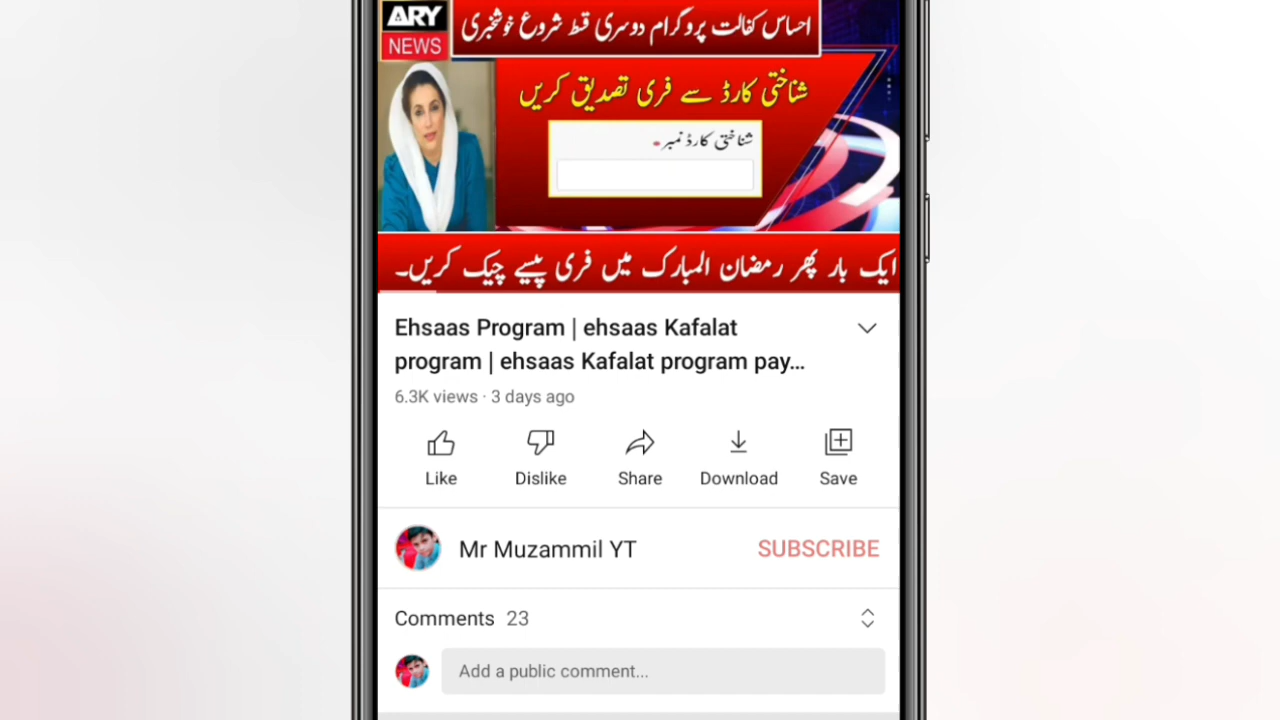 ARY
NEWS
احساس کفالت پروگرام دوسری قسط شروع خوشخبری
شناختی کارڈ سے فری تصدیق کریں
شناختی کارڈ نمبر *
ایک بار پھر رمضان المبارک میں فری پیسے چیک کریں۔
Ehsaas Program | ehsaas Kafalat
program | ehsaas Kafalat program pay...
6.3K views · 3 days ago
Like Dislike Share Download Save
Mr Muzammil YT SUBSCRIBE
Comments 23
Add a public comment...